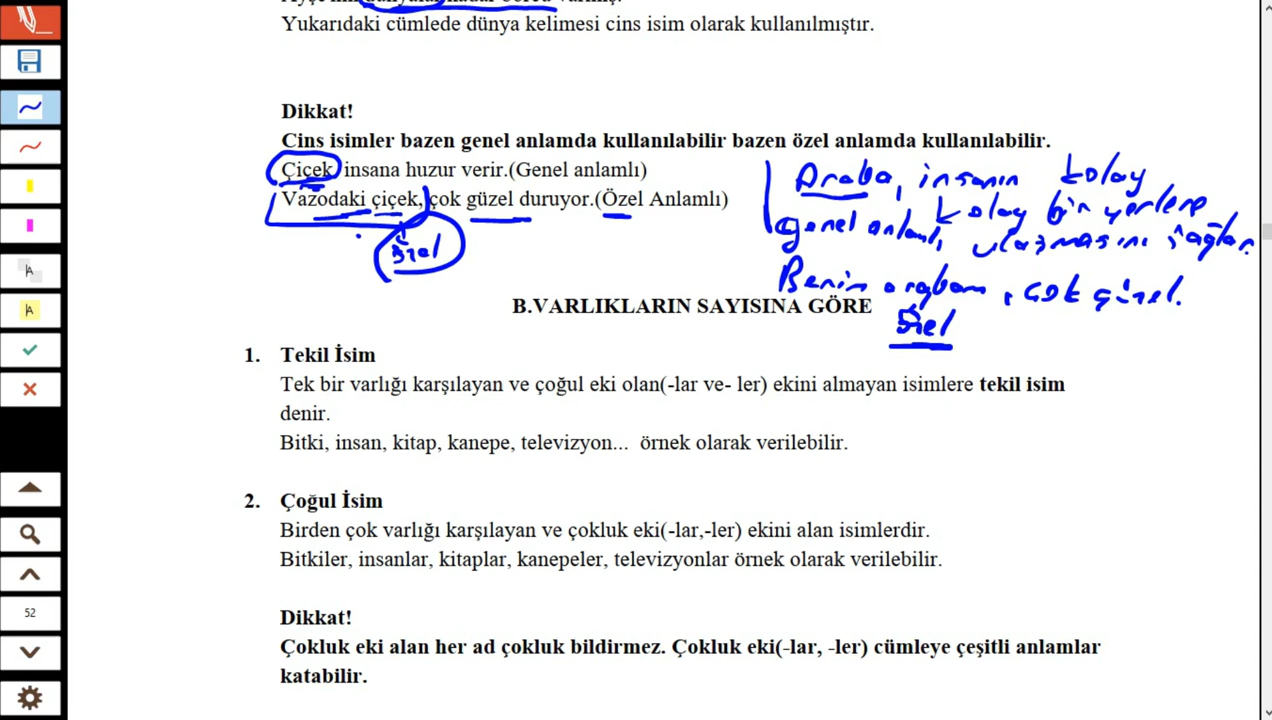 Yukarıdaki cümlede dünya kelimesi cins isim olarak kullanılmıştır.
Dikkat!
Cins isimler bazen genel anlamda kullanılabilir bazen özel anlamda kullanılabilir.
Çiçek insana huzur verir.(Genel anlamlı)
Vazodaki çiçek, çok güzel duruyor.(Özel Anlamlı)
özel
Araba, insanın kolay
genel anlamlı kolay bir yerlere
ulaşmasını sağlar.
Benim arabam, çok güzel.
özel
B.VARLIKLARIN SAYISINA GÖRE
1. Tekil İsim
Tek bir varlığı karşılayan ve çoğul eki olan(-lar ve- ler) ekini almayan isimlere tekil isim
denir.
Bitki, insan, kitap, kanepe, televizyon... örnek olarak verilebilir.
2. Çoğul İsim
Birden çok varlığı karşılayan ve çokluk eki(-lar,-ler) ekini alan isimlerdir.
Bitkiler, insanlar, kitaplar, kanepeler, televizyonlar örnek olarak verilebilir.
Dikkat!
Çokluk eki alan her ad çokluk bildirmez. Çokluk eki(-lar, -ler) cümleye çeşitli anlamlar
katabilir.
A
A
52